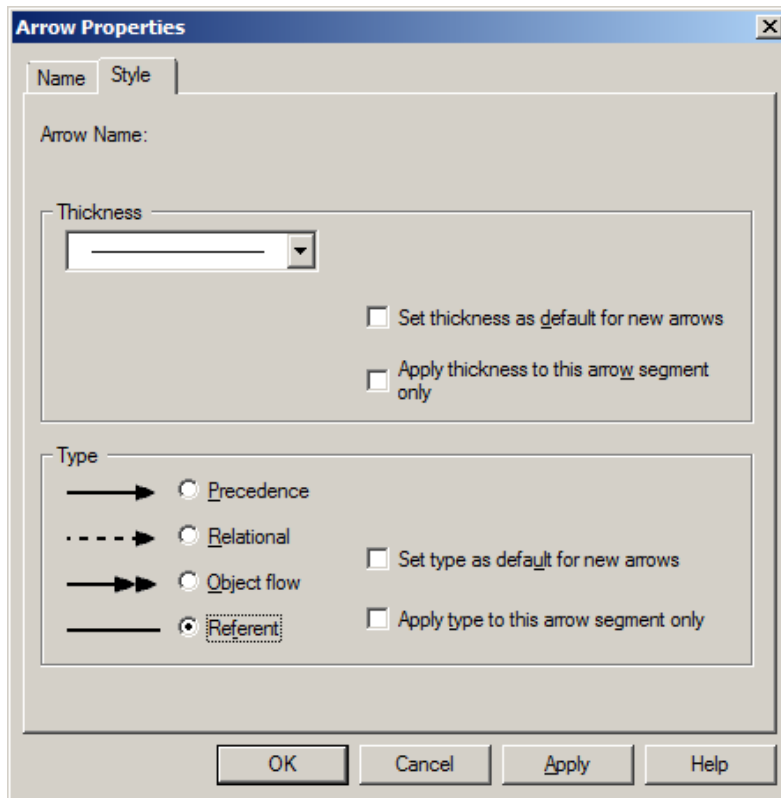 Arrow Properties
Name
Style
Arrow Name:
Thickness
Set thickness as default for new arrows
Apply thickness to this arrow segment
only
Type
Precedence
Relational
Object flow
Referent
Set type as default for new arrows
Apply type to this arrow segment only
OK
Cancel
Apply
Help